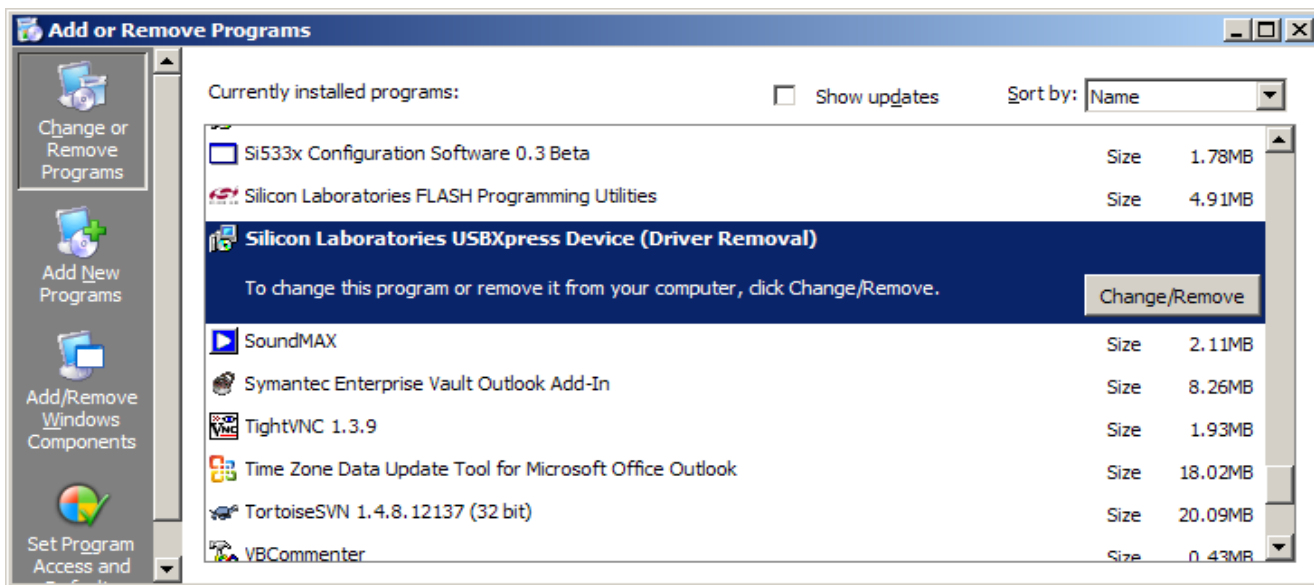 Add or Remove Programs
Change or
Remove
Programs
Add New
Programs
Add/Remove
Windows
Components
Set Program
Access and
Currently installed programs:
Show updates
Sort by: Name
Si533x Configuration Software 0.3 Beta Size 1.78MB
Silicon Laboratories FLASH Programming Utilities Size 4.91MB
Silicon Laboratories USBXpress Device (Driver Removal)
To change this program or remove it from your computer, click Change/Remove.
Change/Remove
SoundMAX Size 2.11MB
Symantec Enterprise Vault Outlook Add-In Size 8.26MB
TightVNC 1.3.9 Size 1.93MB
Time Zone Data Update Tool for Microsoft Office Outlook Size 18.02MB
TortoiseSVN 1.4.8.12137 (32 bit) Size 20.09MB
VBCommenter Size 0.43MB